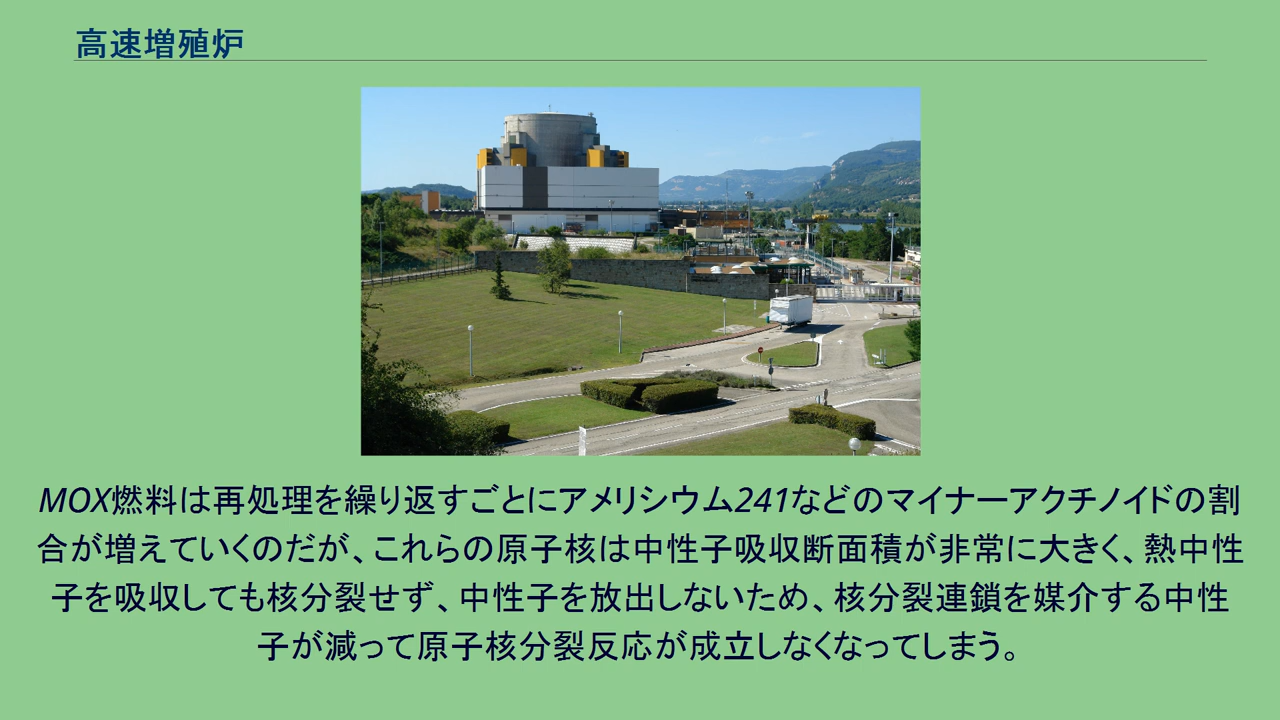 高速増殖炉
MOX燃料は再処理を繰り返すごとにアメリシウム241などのマイナーアクチノイドの割
合が増えていくのだが、これらの原子核は中性子吸収断面積が非常に大きく、熱中性
子を吸収しても核分裂せず、中性子を放出しないため、核分裂連鎖を媒介する中性
子が減って原子核分裂反応が成立しなくなってしまう。